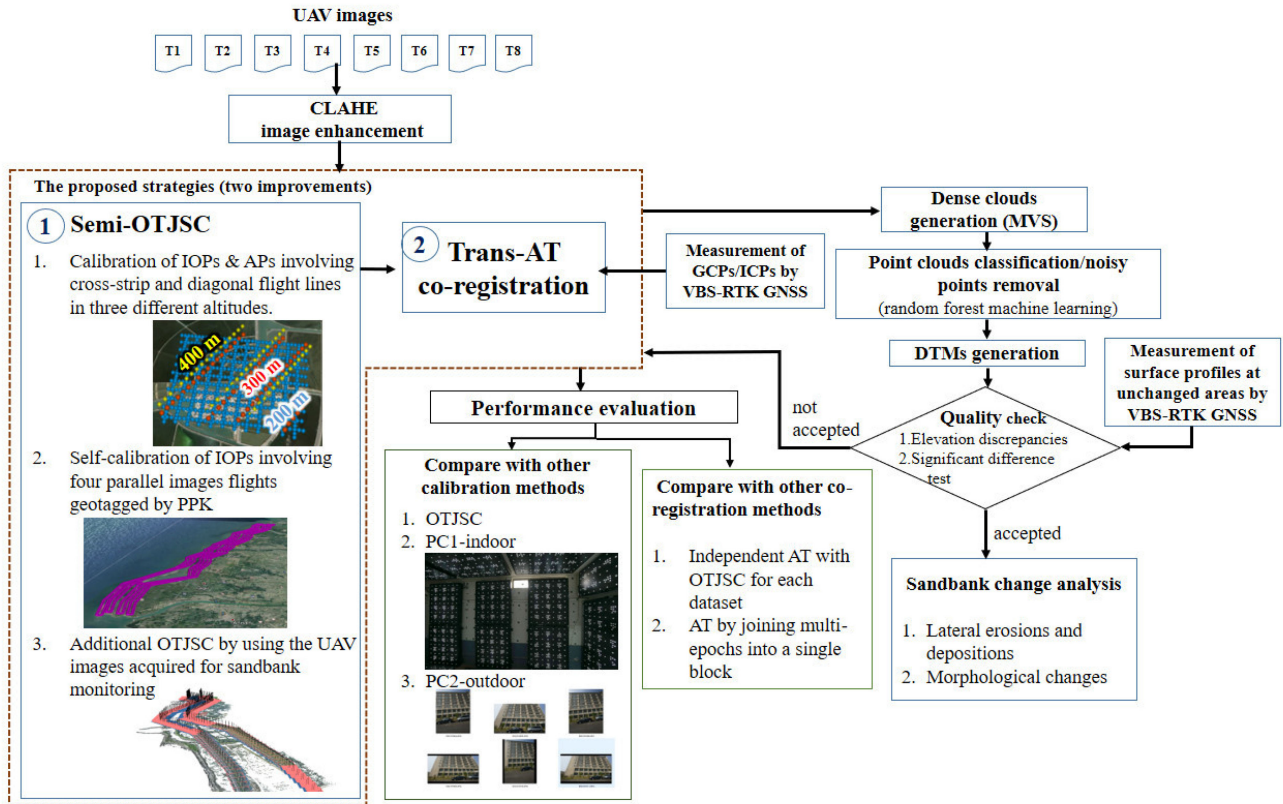 UAV images
T1 T2 T3 T4 T5 T6 T7 T8
CLAHE
image enhancement
The proposed strategies (two improvements)
1 Semi-OTJSC
1. Calibration of IOPs & APs involving
cross-strip and diagonal flight lines
in three different altitudes.
400 m
300 m
200 m
2. Self-calibration of IOPs involving
four parallel images flights
geotagged by PPK
3. Additional OTJSC by using the UAV
images acquired for sandbank
monitoring
2 Trans-AT
co-registration
Measurement of
GCPs/ICPs by
VBS-RTK GNSS
Performance evaluation
Compare with other
calibration methods
1. OTJSC
2. PC1-indoor
3. PC2-outdoor
Compare with other co-
registration methods
1. Independent AT with
OTJSC for each
dataset
2. AT by joining multi-
epochs into a single
block
Dense clouds
generation (MVS)
Point clouds classification/noisy
points removal
(random forest machine learning)
DTMs generation
Measurement of
surface profiles at
unchanged areas by
VBS-RTK GNSS
Quality check
1.Elevation discrepancies
2.Significant difference
test
not
accepted
accepted
Sandbank change analysis
1. Lateral erosions and
depositions
2. Morphological changes